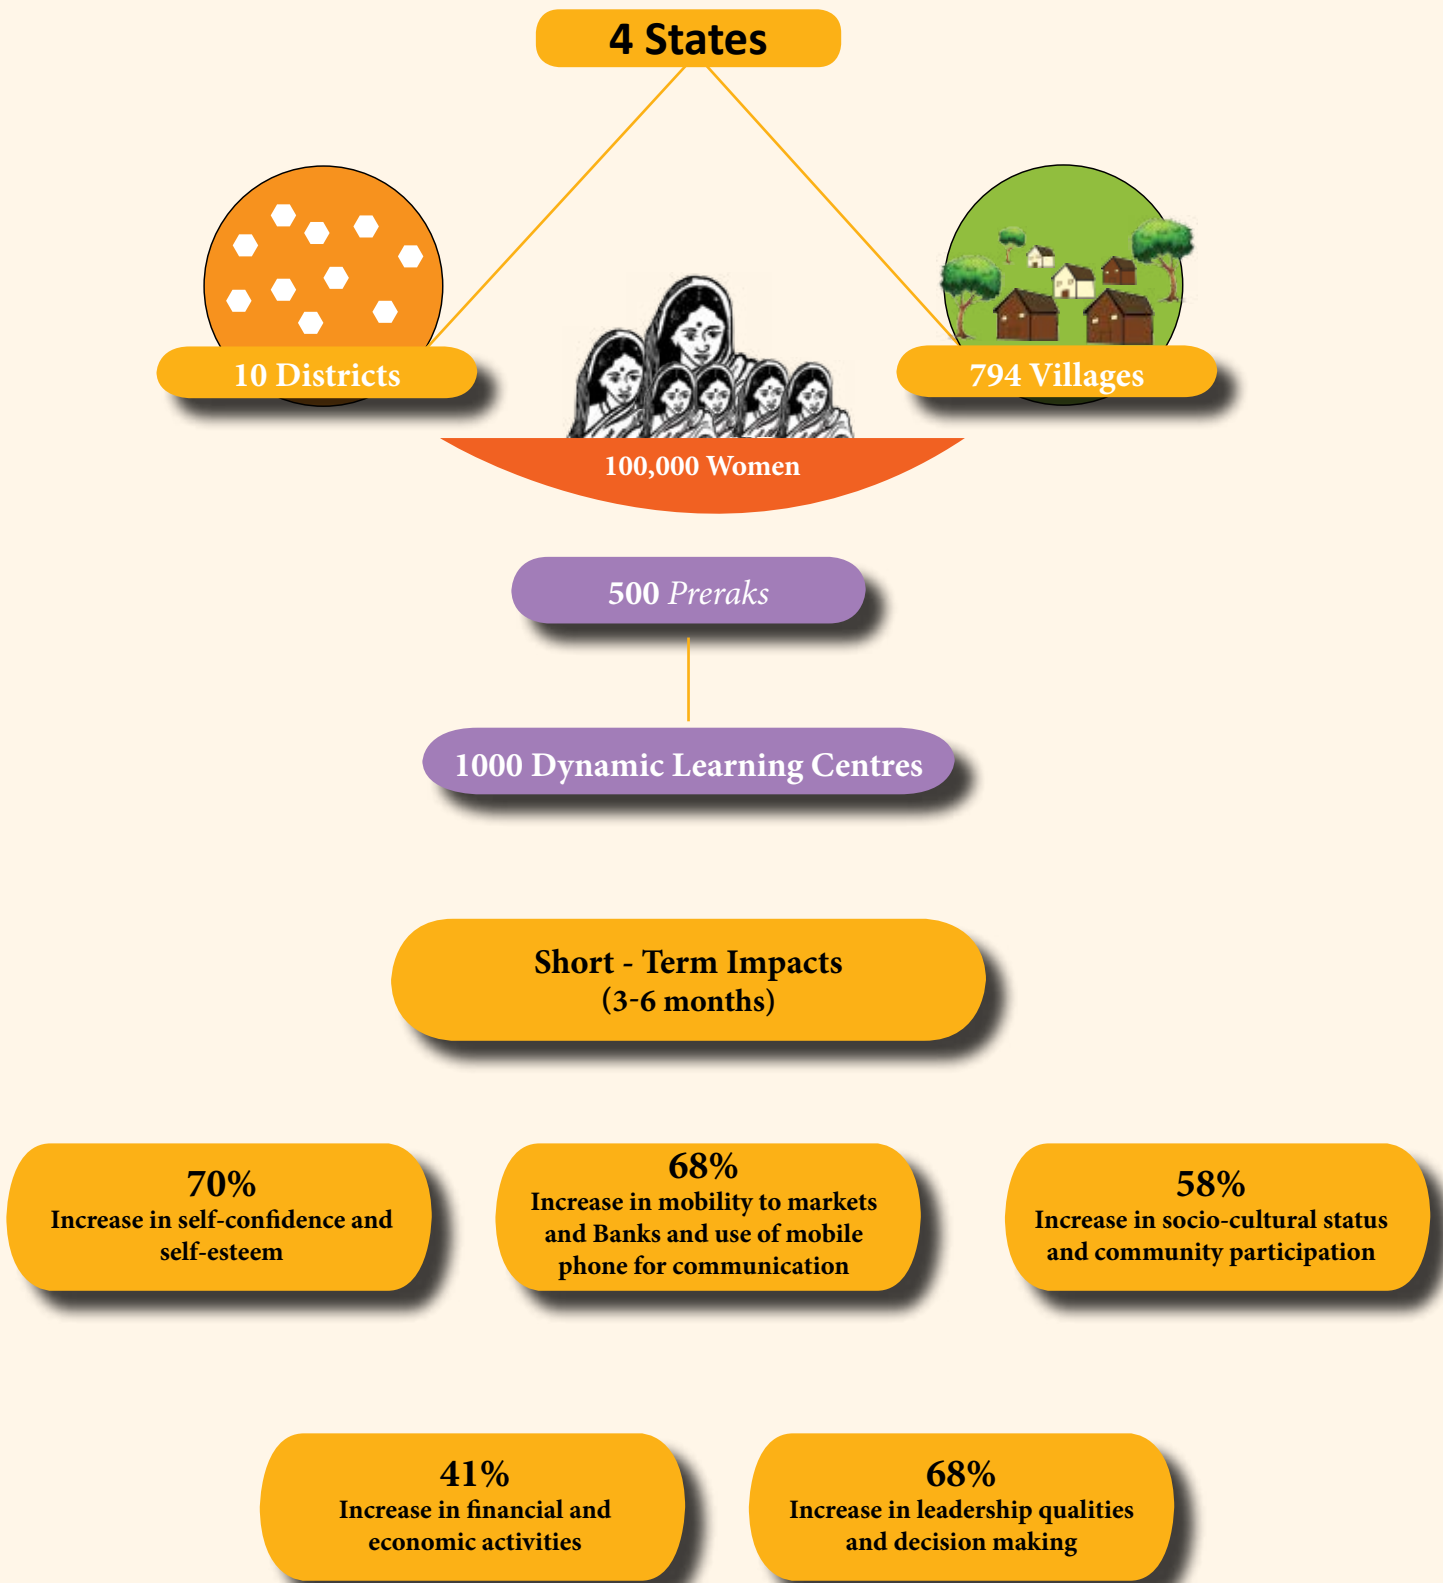 4 States
10 Districts
794 Villages
100,000 Women
500 Preraks
1000 Dynamic Learning Centres
Short - Term Impacts
(3-6 months)
70%
Increase in self-confidence and
self-esteem
68%
Increase in mobility to markets
and Banks and use of mobile
phone for communication
58%
Increase in socio-cultural status
and community participation
41%
Increase in financial and
economic activities
68%
Increase in leadership qualities
and decision making